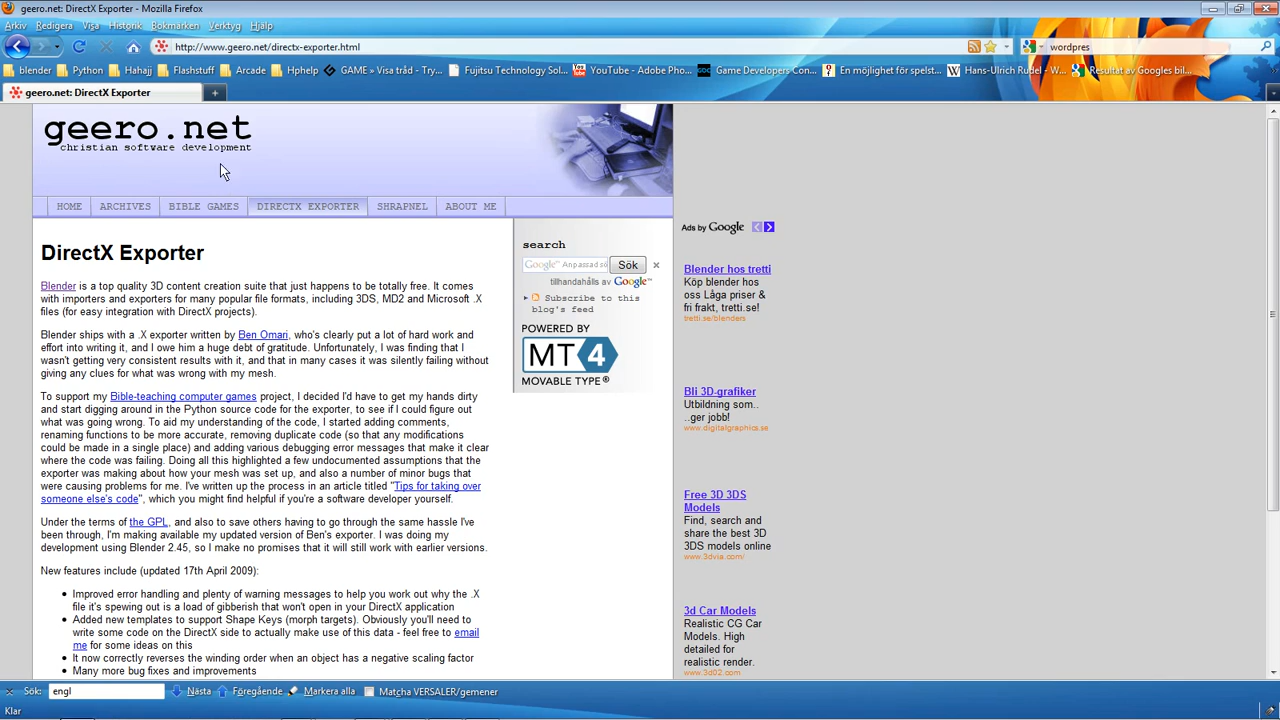 geero.net: DirectX Exporter - Mozilla Firefox
Arkiv Redigera Visa Historik Bokmärken Verktyg Hjälp
http://www.geero.net/directx-exporter.html
wordpres
blender Python Hahajj Flashstuff Arcade Hphelp GAME » Visa tråd - Try... Fujitsu Technology Sol... YouTube - Adobe Pho... Game Developers Con... En möjlighet för spelst... Hans-Ulrich Rudel - W... Resultat av Googles bil...
geero.net: DirectX Exporter
geero.net
christian software development
HOME ARCHIVES BIBLE GAMES DIRECTX EXPORTER SHRAPNEL ABOUT ME
DirectX Exporter
Blender is a top quality 3D content creation suite that just happens to be totally free. It comes
with importers and exporters for many popular file formats, including 3DS, MD2 and Microsoft .X
files (for easy integration with DirectX projects).
Blender ships with a .X exporter written by Ben Omari, who's clearly put a lot of hard work and
effort into writing it, and I owe him a huge debt of gratitude. Unfortunately, I was finding that I
wasn't getting very consistent results with it, and that in many cases it was silently failing without
giving any clues for what was wrong with my mesh.
To support my Bible-teaching computer games project, I decided I'd have to get my hands dirty
and start digging around in the Python source code for the exporter, to see if I could figure out
what was going wrong. To aid my understanding of the code, I started adding comments,
renaming functions to be more accurate, removing duplicate code (so that any modifications
could be made in a single place) and adding various debugging error messages that make it clear
where the code was failing. Doing all this highlighted a few undocumented assumptions that the
exporter was making about how your mesh was set up, and also a number of minor bugs that
were causing problems for me. I've written up the process in an article titled "Tips for taking over
someone else's code", which you might find helpful if you're a software developer yourself.
Under the terms of the GPL, and also to save others having to go through the same hassle I've
been through, I'm making available my updated version of Ben's exporter. I was doing my
development using Blender 2.45, so I make no promises that it will still work with earlier versions.
New features include (updated 17th April 2009):
Improved error handling and plenty of warning messages to help you work out why the .X
file it's spewing out is a load of gibberish that won't open in your DirectX application
Added new templates to support Shape Keys (morph targets). Obviously you'll need to
write some code on the DirectX side to actually make use of this data - feel free to email
me for some ideas on this
It now correctly reverses the winding order when an object has a negative scaling factor
Many more bug fixes and improvements
search
Google™ Anpassad sö Sök
tillhandahålls av Google™
Subscribe to this
blog's feed
POWERED BY
MT4
MOVABLE TYPE®
Ads by Google
Blender hos tretti
Köp blender hos
oss Låga priser &
fri frakt, tretti.se!
tretti.se/blenders
Bli 3D-grafiker
Utbildning som..
..ger jobb!
www.digitalgraphics.se
Free 3D 3DS
Models
Find, search and
share the best 3D
3DS models online
www.3dvia.com/
3d Car Models
Realistic CG Car
Models. High
detailed for
realistic render.
www.3d02.com
Sök: engl Nästa Föregående Markera alla Matcha VERSALER/gemener
Klar